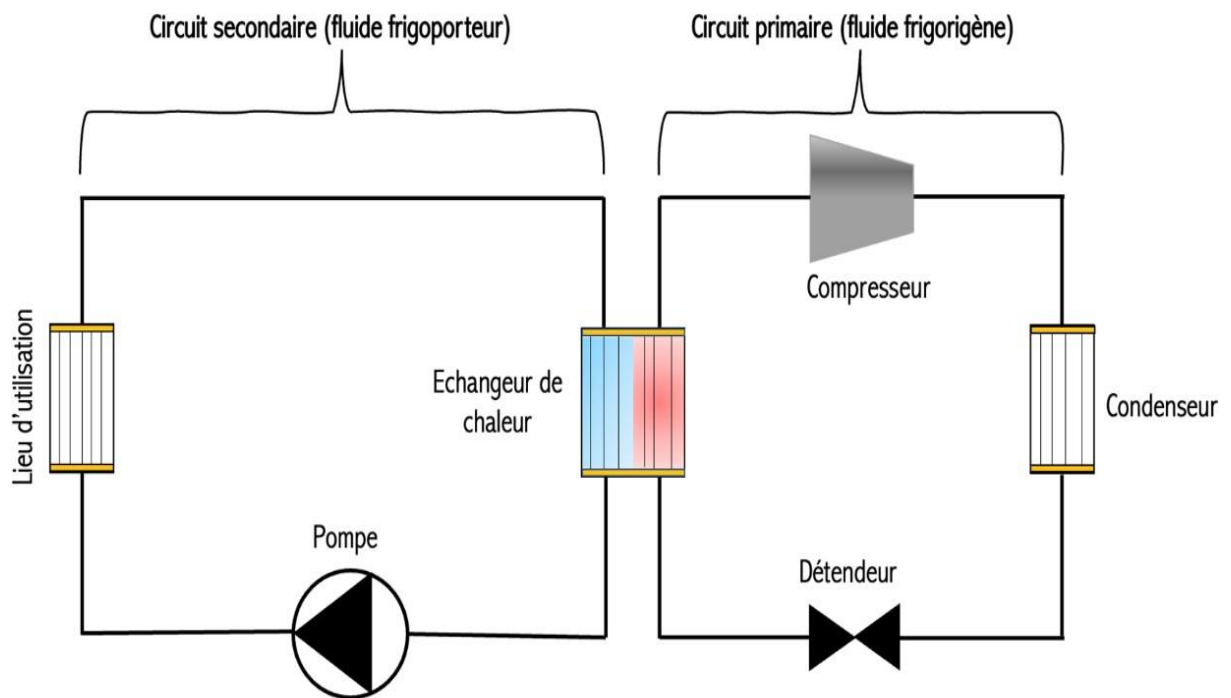 Circuit secondaire (fluide frigoporteur)
Circuit primaire (fluide frigorigène)
Compresseur
Lieu d'utilisation
Echangeur de
chaleur
Condenseur
Pompe
Détendeur